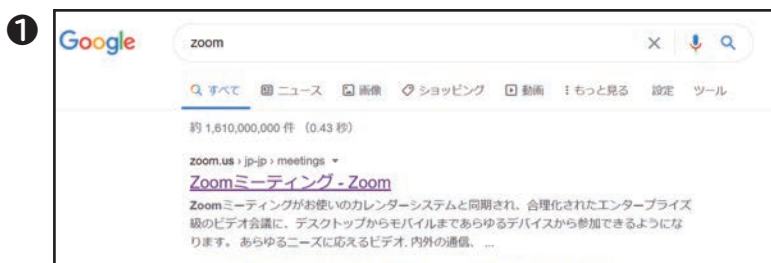 ❶
Google
zoom
すべて ニュース 画像 ショッピング 動画 もっと見る 設定 ツール
約 1,610,000,000 件 (0.43 秒)
zoom.us › jp-jp › meetings
Zoomミーティング - Zoom
Zoomミーティングがお使いのカレンダーシステムと同期され、合理化されたエンタープライズ
級のビデオ会議に、デスクトップからモバイルまであらゆるデバイスから参加できるようにな
ります。 あらゆるニーズに応えるビデオ. 内外の通信、 ...